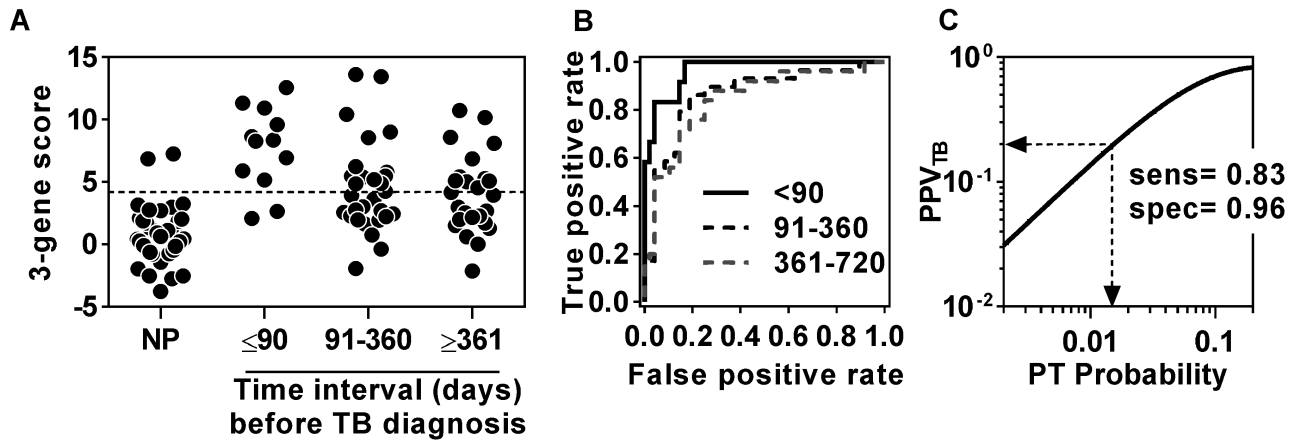 A
3-gene score
15
10
5
0
-5
NP
≤90
91-360
≥361
Time interval (days)
before TB diagnosis
B
True positive rate
1.0
0.8
0.6
0.4
0.2
0.0
<90
91-360
361-720
0.0 0.2 0.4 0.6 0.8 1.0
False positive rate
C
PPVTB
10⁰
10⁻¹
10⁻²
sens= 0.83
spec= 0.96
0.01
0.1
PT Probability